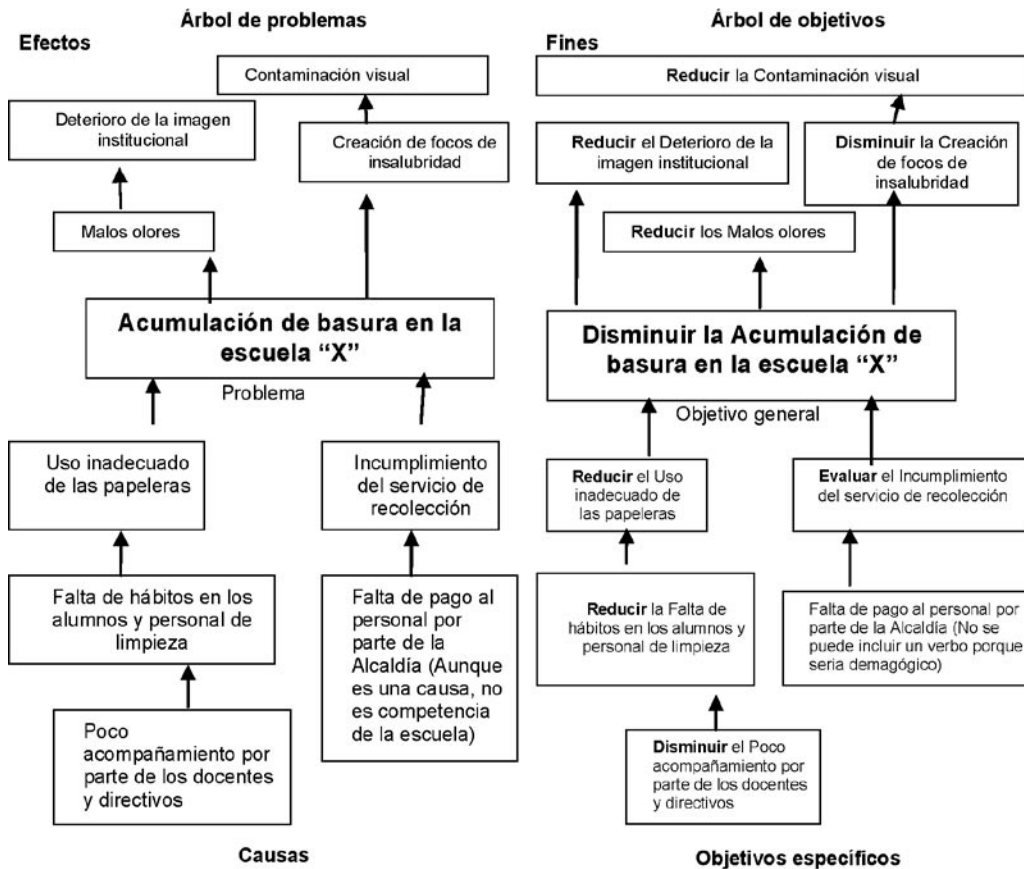 Árbol de problemas
Efectos
Contaminación visual
Deterioro de la imagen
institucional
Creación de focos de
insalubridad
Malos olores
Acumulación de basura en la
escuela “X”
Problema
Uso inadecuado
de las papeleras
Incumplimiento
del servicio de
recolección
Falta de hábitos en los
alumnos y personal de
limpieza
Falta de pago al
personal por
parte de la
Alcaldía (Aunque
es una causa, no
es competencia
de la escuela)
Poco
acompañamiento por
parte de los docentes
y directivos
Causas
Árbol de objetivos
Fines
Reducir la Contaminación visual
Reducir el Deterioro de la
imagen institucional
Disminuir la Creación
de focos de
insalubridad
Reducir los Malos olores
Disminuir la Acumulación de
basura en la escuela “X”
Objetivo general
Reducir el Uso
inadecuado de
las papeleras
Evaluar el Incumplimiento
del servicio de recolección
Reducir la Falta de
hábitos en los alumnos y
personal de limpieza
Falta de pago al personal por
parte de la Alcaldía (No se
puede incluir un verbo porque
seria demagógico)
Disminuir el Poco
acompañamiento por
parte de los docentes
y directivos
Objetivos específicos